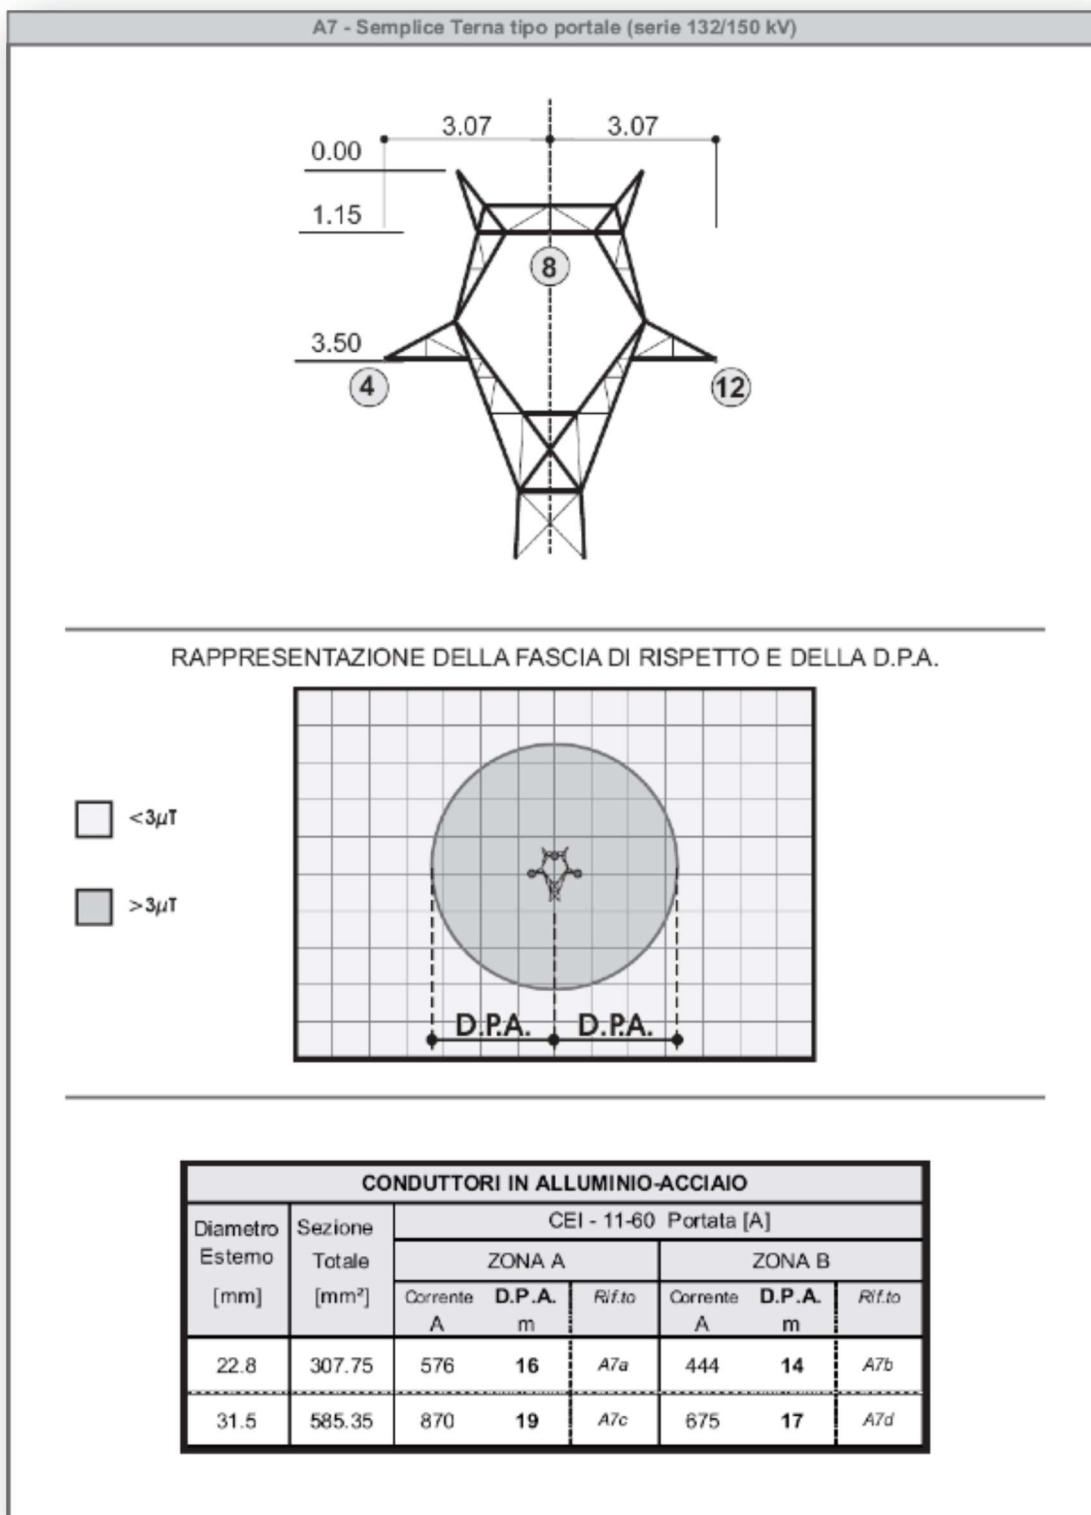 A7 - Semplice Terna tipo portale (serie 132/150 kV)
3.07 3.07
0.00
1.15
8
3.50
4 12
RAPPRESENTAZIONE DELLA FASCIA DI RISPETTO E DELLA D.P.A.
<3μT
>3μT
D.P.A. D.P.A.
CONDUTTORI IN ALLUMINIO-ACCIAIO
Diametro Esterno [mm] Sezione Totale [mm²] CEI - 11-60 Portata [A]
ZONA A ZONA B
Corrente A D.P.A. m Rif.to Corrente A D.P.A. m Rif.to
22.8 307.75 576 16 A7a 444 14 A7b
31.5 585.35 870 19 A7c 675 17 A7d